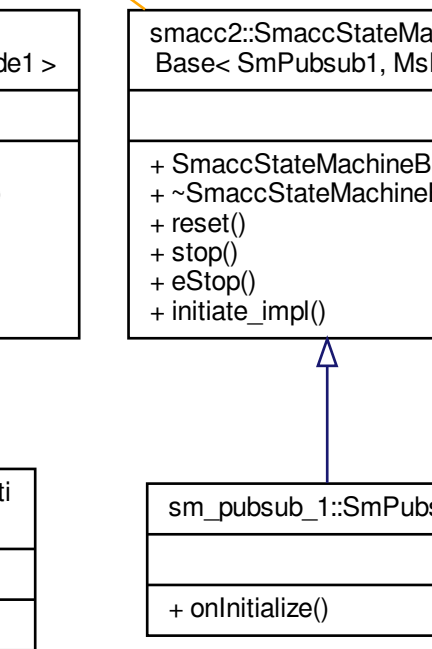 de1 >
smacc2::SmaccStateMa
Base< SmPubsub1, Ms
+ SmaccStateMachineB
+ ~SmaccStateMachine
+ reset()
+ stop()
+ eStop()
+ initiate_impl()
ti
sm_pubsub_1::SmPubs
+ onInitialize()